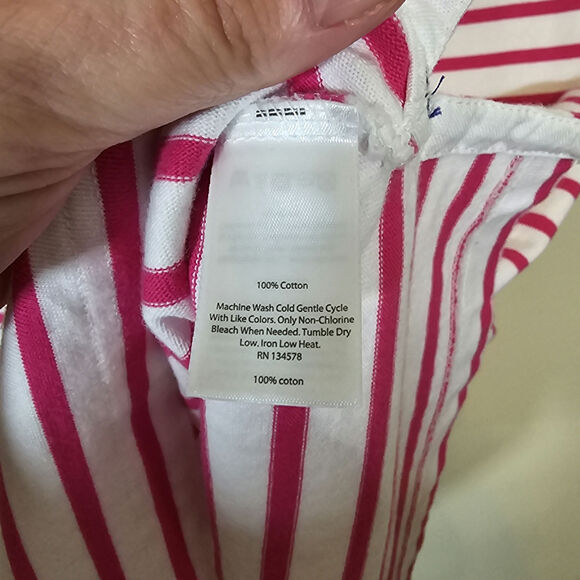 100% Cotton
Machine Wash Cold Gentle Cycle
With Like Colors. Only Non-Chlorine
Bleach When Needed. Tumble Dry
Low. Iron Low Heat.
RN 134578
100% coton